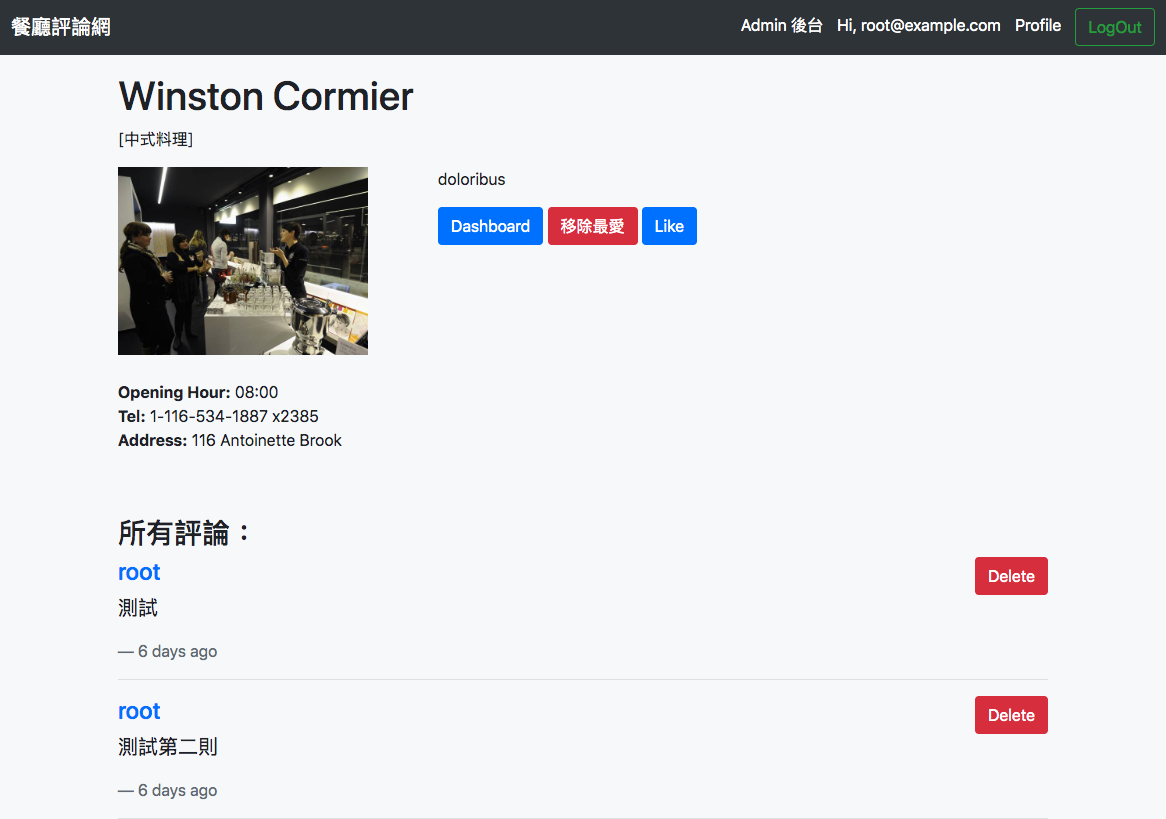 餐廳評論網
Admin 後台 Hi, root@example.com Profile LogOut
Winston Cormier
[中式料理]
doloribus
Dashboard 移除最愛 Like
Opening Hour: 08:00
Tel: 1-116-534-1887 x2385
Address: 116 Antoinette Brook
所有評論：
root
Delete
測試
— 6 days ago
root
Delete
測試第二則
— 6 days ago